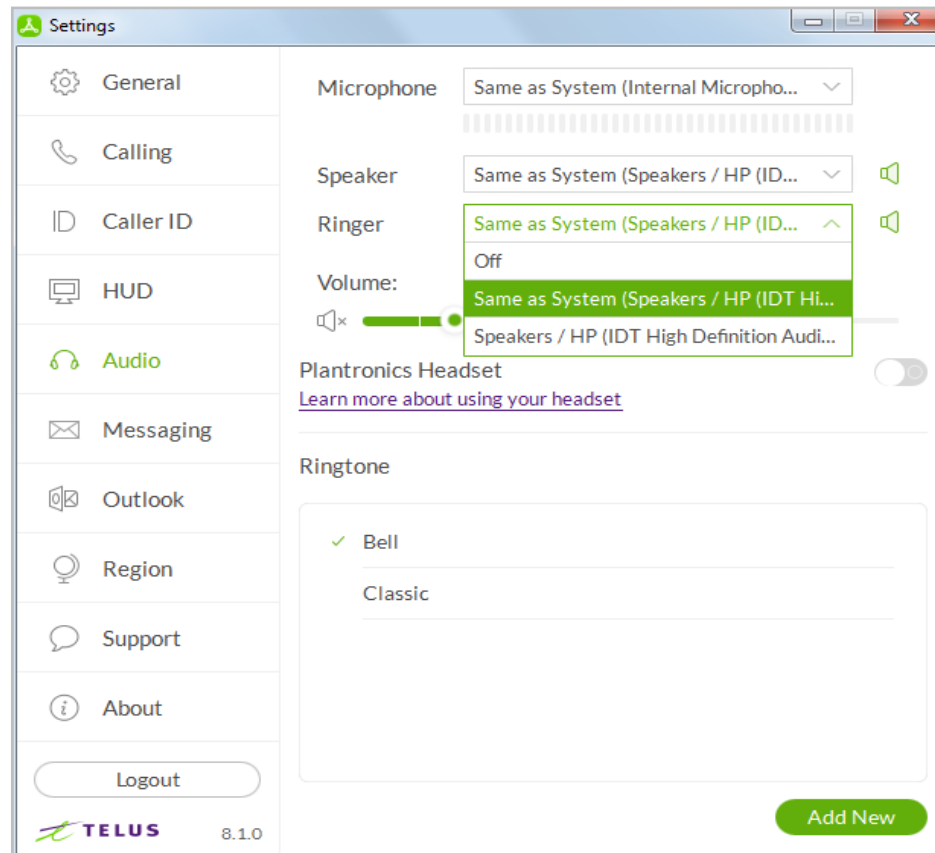 Settings
General
Calling
Caller ID
HUD
Audio
Messaging
Outlook
Region
Support
About
Logout
TELUS 8.1.0
Microphone Same as System (Internal Micropho...
Speaker Same as System (Speakers / HP (ID...
Ringer Same as System (Speakers / HP (ID...
Off
Same as System (Speakers / HP (IDT Hi...
Speakers / HP (IDT High Definition Audi...
Volume:
Plantronics Headset
Learn more about using your headset
Ringtone
Bell
Classic
Add New